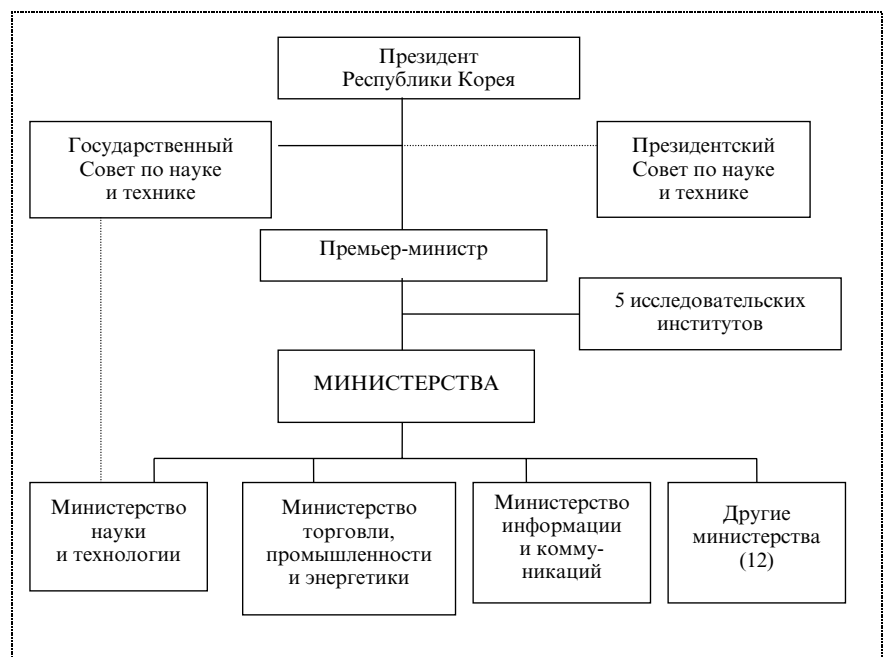 Президент
Республики Корея
Государственный
Совет по науке
и технике
Президентский
Совет по науке
и технике
Премьер-министр
5 исследовательских
институтов
МИНИСТЕРСТВА
Министерство
науки
и технологии
Министерство
торговли,
промышленности
и энергетики
Министерство
информации
и комму-
никаций
Другие
министерства
(12)